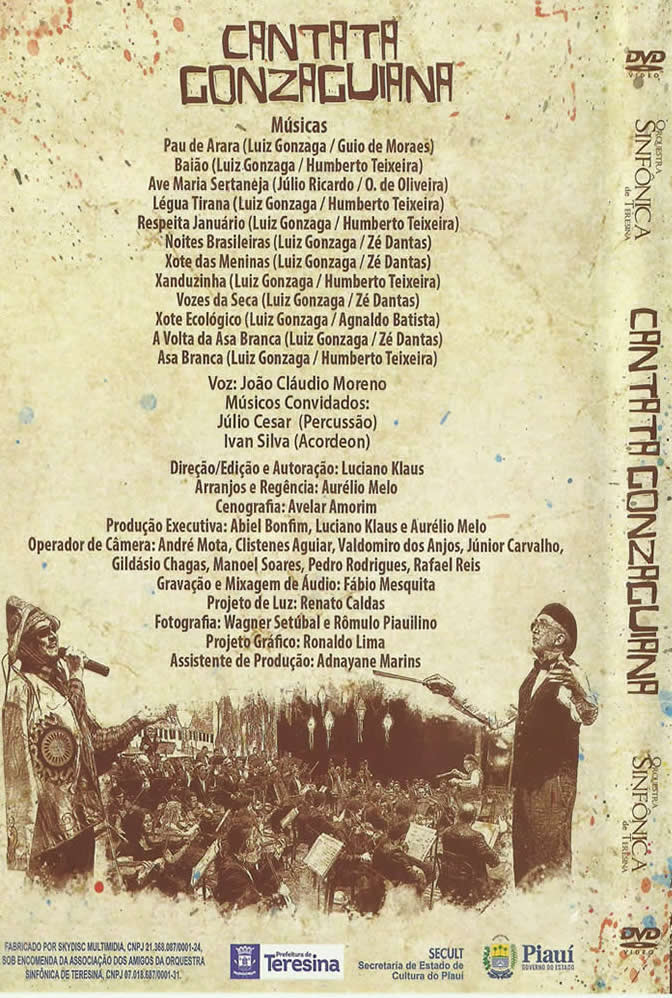 CANTATA
GONZAGUIANA
Músicas
Pau de Arara (Luiz Gonzaga / Guio de Moraes)
Baião (Luiz Gonzaga / Humberto Teixeira)
Ave Maria Sertaneja (Júlio Ricardo / O. de Oliveira)
Légua Tirana (Luiz Gonzaga / Humberto Teixeira)
Respeita Januário (Luiz Gonzaga / Humberto Teixeira)
Noites Brasileiras (Luiz Gonzaga / Zé Dantas)
Xote das Meninas (Luiz Gonzaga / Zé Dantas)
Xanduzinha (Luiz Gonzaga / Humberto Teixeira)
Vozes da Seca (Luiz Gonzaga / Zé Dantas)
Xote Ecológico (Luiz Gonzaga / Agnaldo Batista)
A Volta da Asa Branca (Luiz Gonzaga / Zé Dantas)
Asa Branca (Luiz Gonzaga / Humberto Teixeira)
Voz: João Cláudio Moreno
Músicos Convidados:
Júlio Cesar (Percussão)
Ivan Silva (Acordeon)
Direção/Edição e Autoração: Luciano Klaus
Arranjos e Regência: Aurélio Melo
Cenografia: Avelar Amorim
Produção Executiva: Abiel Bonfim, Luciano Klaus e Aurélio Melo
Operador de Câmera: André Mota, Clistenes Aguiar, Valdomiro dos Anjos, Júnior Carvalho,
Gildásio Chagas, Manoel Soares, Pedro Rodrigues, Rafael Reis
Gravação e Mixagem de Áudio: Fábio Mesquita
Projeto de Luz: Renato Caldas
Fotografia: Wagner Setúbal e Rômulo Piauilino
Projeto Gráfico: Ronaldo Lima
Assistente de Produção: Adnayane Marins
FABRICADO POR SKYDISC MULTIMIDIA, CNPJ 21.368.087/0001-24,
SOB ENCOMENDA DA ASSOCIAÇÃO DOS AMIGOS DA ORQUESTRA
SINFÔNICA DE TERESINA, CNPJ 07.018.687/0001-31.
Prefeitura de
Teresina
SECULT
Secretaria de Estado de
Cultura do Piauí
Piauí
GOVERNO DO ESTADO
DVD
VIDEO
ORQUESTRA
SINFÔNICA
de TERESINA
CANTATA GONZAGUIANA
ORQUESTRA
SINFÔNICA
de TERESINA
DVD
VIDEO